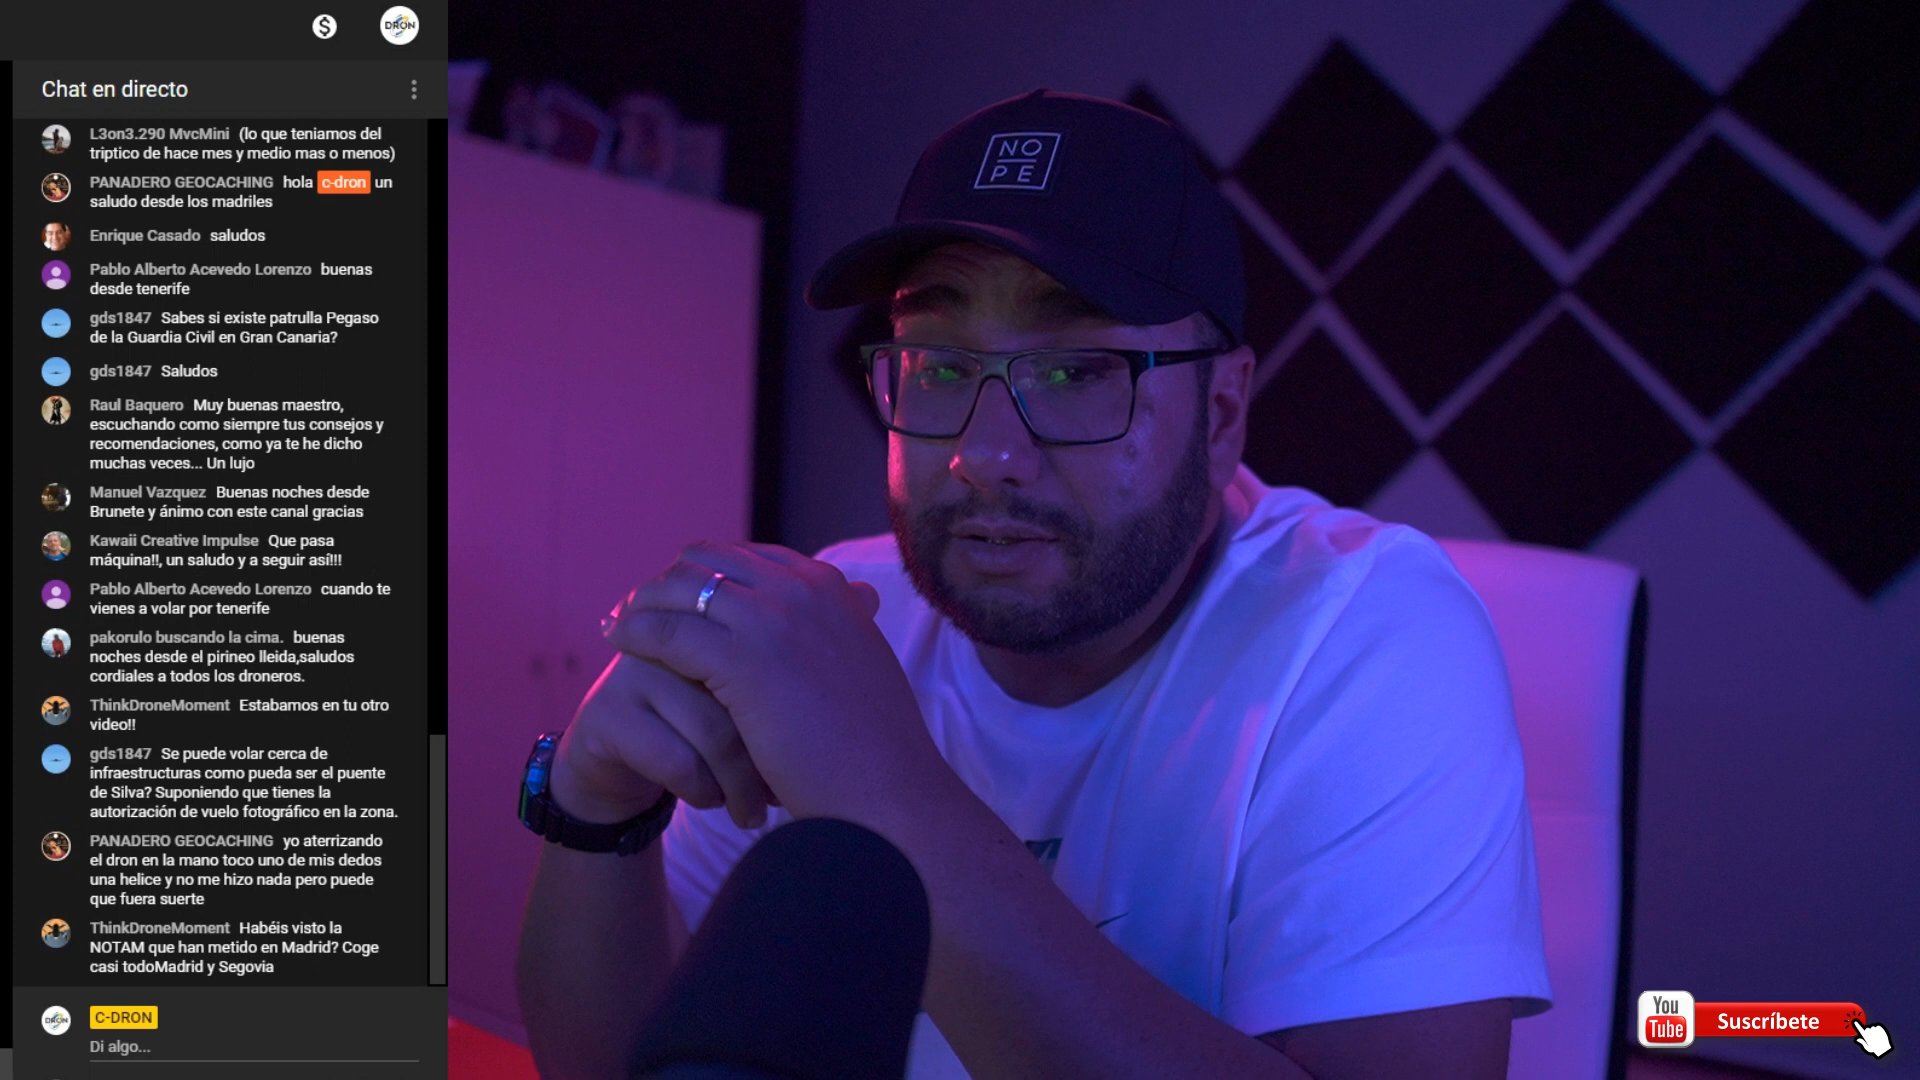 DRON
Chat en directo
L3on3.290 MvcMini (lo que teniamos del
triptico de hace mes y medio mas o menos)
PANADERO GEOCACHING hola c-dron un
saludo desde los madriles
Enrique Casado saludos
Pablo Alberto Acevedo Lorenzo buenas
desde tenerife
gds1847 Sabes si existe patrulla Pegaso
de la Guardia Civil en Gran Canaria?
gds1847 Saludos
Raul Baquero Muy buenas maestro,
escuchando como siempre tus consejos y
recomendaciones, como ya te he dicho
muchas veces... Un lujo
Manuel Vazquez Buenas noches desde
Brunete y ánimo con este canal gracias
Kawaii Creative Impulse Que pasa
máquina!!, un saludo y a seguir así!!!
Pablo Alberto Acevedo Lorenzo cuando te
vienes a volar por tenerife
pakorulo buscando la cima. buenas
noches desde el pirineo lleida,saludos
cordiales a todos los droneros.
ThinkDroneMoment Estabamos en tu otro
video!!
gds1847 Se puede volar cerca de
infraestructuras como pueda ser el puente
de Silva? Suponiendo que tienes la
autorización de vuelo fotográfico en la zona.
PANADERO GEOCACHING yo aterrizando
el dron en la mano toco uno de mis dedos
una helice y no me hizo nada pero puede
que fuera suerte
ThinkDroneMoment Habéis visto la
NOTAM que han metido en Madrid? Coge
casi todoMadrid y Segovia
DRON
C-DRON
Di algo...
NO
PE
You
Tube
Suscríbete